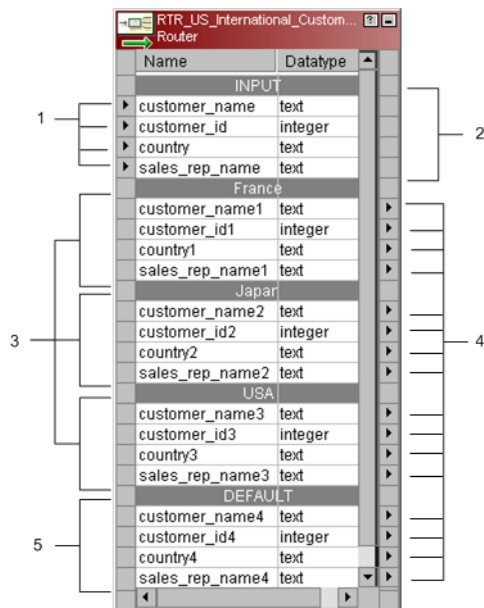 RTR_US_International_Custom...
Router
Name Datatype
INPUT
customer_name text
customer_id integer
country text
sales_rep_name text
France
customer_name1 text
customer_id1 integer
country1 text
sales_rep_name1 text
Japan
customer_name2 text
customer_id2 integer
country2 text
sales_rep_name2 text
USA
customer_name3 text
customer_id3 integer
country3 text
sales_rep_name3 text
DEFAULT
customer_name4 text
customer_id4 integer
country4 text
sales_rep_name4 text
1
2
3
4
5